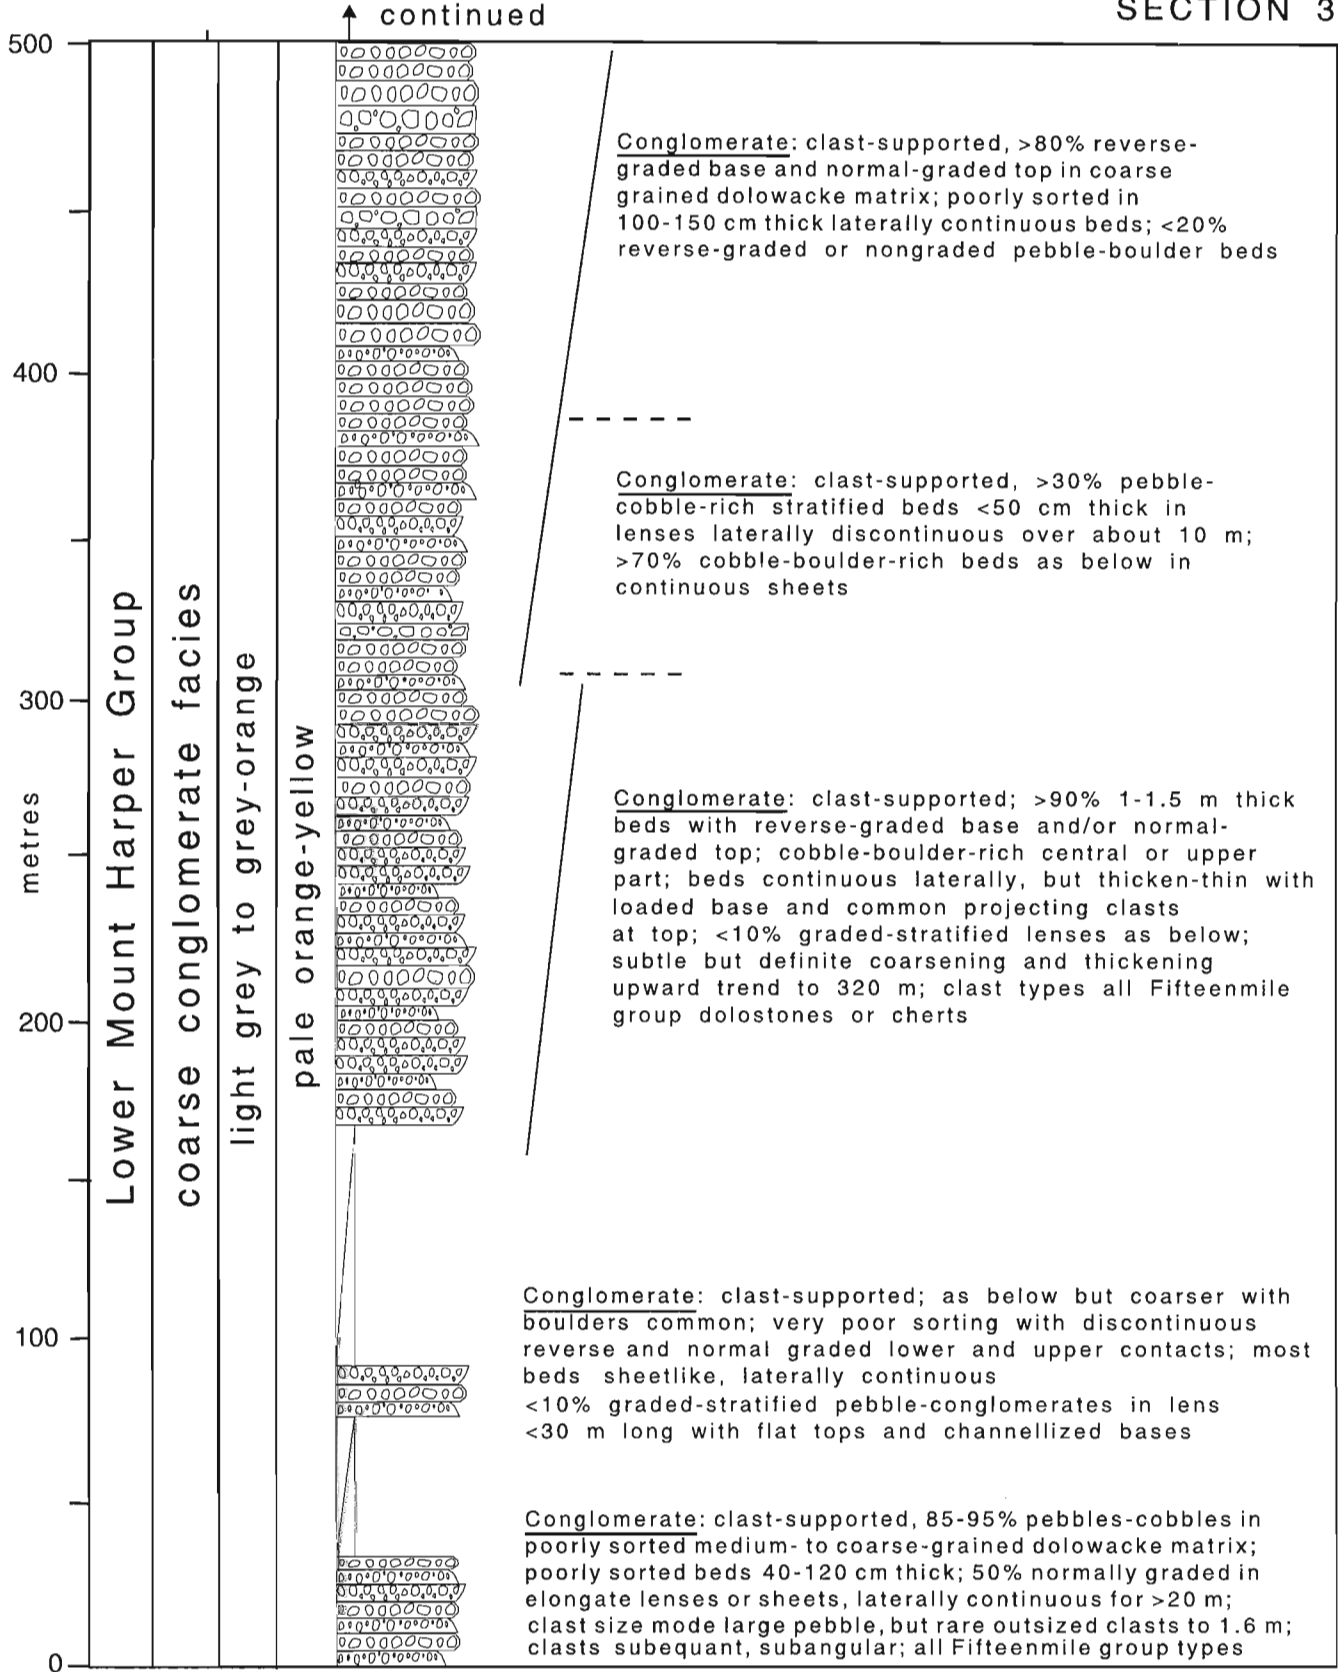 continued
SECTION 3
500
400
300
200
100
0
metres
Lower Mount Harper Group
coarse conglomerate facies
light grey to grey-orange
pale orange-yellow
Conglomerate: clast-supported, >80% reverse-
graded base and normal-graded top in coarse
grained dolowacke matrix; poorly sorted in
100-150 cm thick laterally continuous beds; <20%
reverse-graded or nongraded pebble-boulder beds
Conglomerate: clast-supported, >30% pebble-
cobble-rich stratified beds <50 cm thick in
lenses laterally discontinuous over about 10 m;
>70% cobble-boulder-rich beds as below in
continuous sheets
Conglomerate: clast-supported; >90% 1-1.5 m thick
beds with reverse-graded base and/or normal-
graded top; cobble-boulder-rich central or upper
part; beds continuous laterally, but thicken-thin with
loaded base and common projecting clasts
at top; <10% graded-stratified lenses as below;
subtle but definite coarsening and thickening
upward trend to 320 m; clast types all Fifteenmile
group dolostones or cherts
Conglomerate: clast-supported; as below but coarser with
boulders common; very poor sorting with discontinuous
reverse and normal graded lower and upper contacts; most
beds sheetlike, laterally continuous
<10% graded-stratified pebble-conglomerates in lens
<30 m long with flat tops and channellized bases
Conglomerate: clast-supported, 85-95% pebbles-cobbles in
poorly sorted medium- to coarse-grained dolowacke matrix;
poorly sorted beds 40-120 cm thick; 50% normally graded in
elongate lenses or sheets, laterally continuous for >20 m;
clast size mode large pebble, but rare outsized clasts to 1.6 m;
clasts subequant, subangular; all Fifteenmile group types